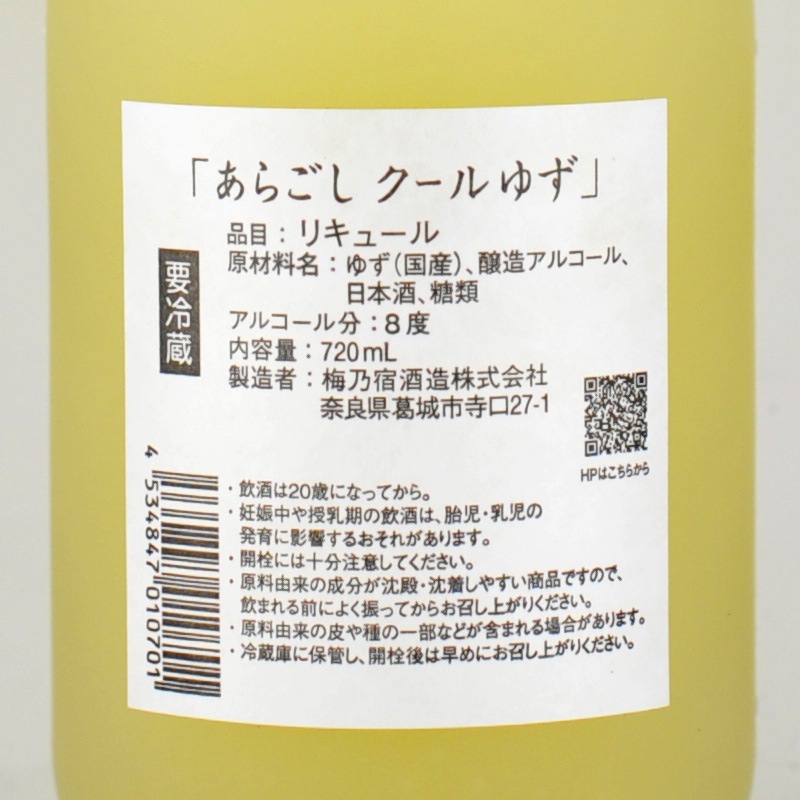 「あらごし クールゆず」
要冷蔵
品目：リキュール
原材料名：ゆず（国産）、醸造アルコール、
日本酒、糖類
アルコール分：8度
内容量：720mL
製造者：梅乃宿酒造株式会社
奈良県葛城市寺口27-1
HPはこちらから
4 534847 010701
・飲酒は20歳になってから。
・妊娠中や授乳期の飲酒は、胎児・乳児の
発育に影響するおそれがあります。
・開栓には十分注意してください。
・原料由来の成分が沈殿・沈着しやすい商品ですので、
飲まれる前によく振ってからお召し上がりください。
・原料由来の皮や種の一部などが含まれる場合があります。
・冷蔵庫に保管し、開栓後は早めにお召し上がりください。